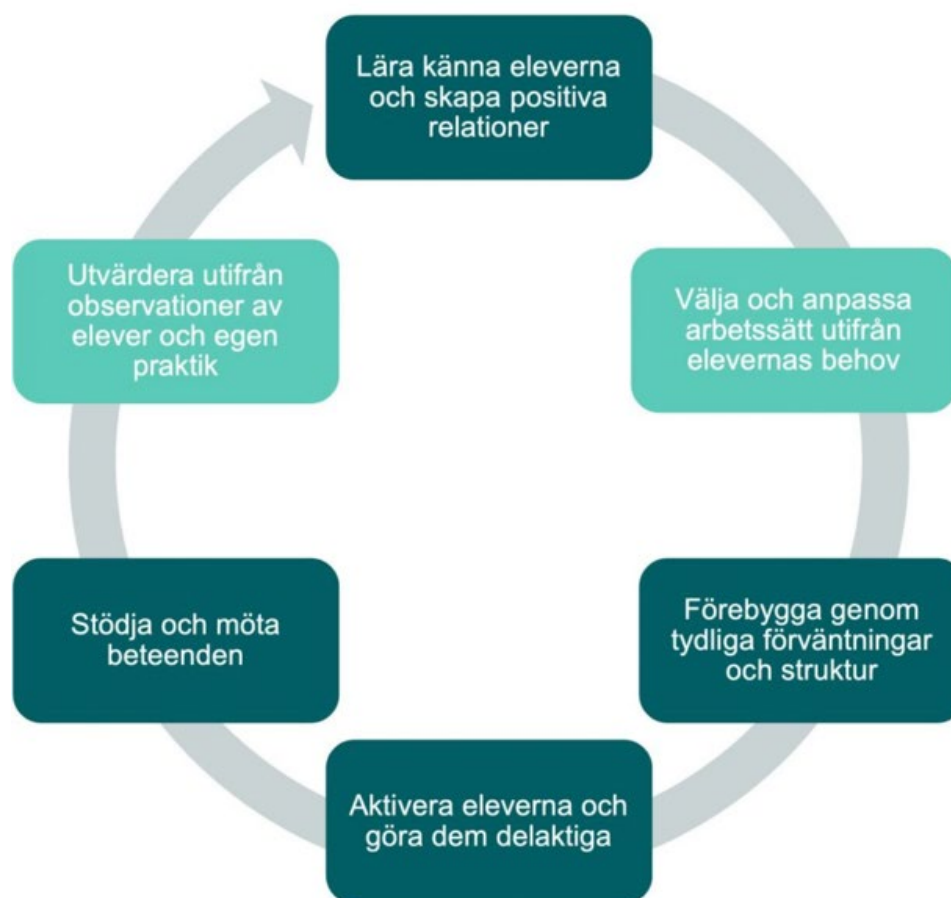 Lära känna eleverna
och skapa positiva
relationer
Välja och anpassa
arbetssätt utifrån
elevernas behov
Förebygga genom
tydliga förväntningar
och struktur
Aktivera eleverna och
göra dem delaktiga
Stödja och möta
beteenden
Utvärdera utifrån
observationer av
elever och egen
praktik